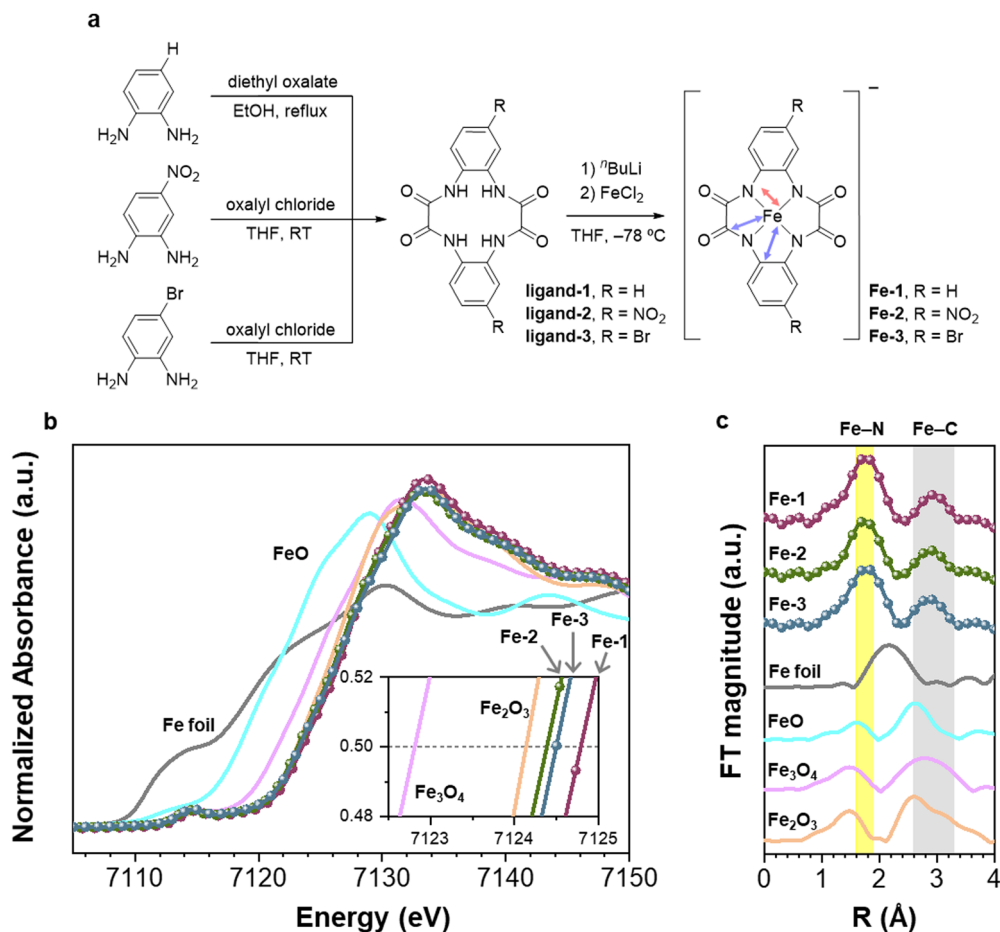 a
H
H2N NH2
diethyl oxalate
EtOH, reflux
NO2
H2N NH2
oxalyl chloride
THF, RT
Br
H2N NH2
oxalyl chloride
THF, RT
R
O NH HN O
O NH HN O
R
ligand-1, R = H
ligand-2, R = NO2
ligand-3, R = Br
1) nBuLi
2) FeCl2
THF, –78 ºC
–
R
O N N O
Fe
O N N O
R
Fe-1, R = H
Fe-2, R = NO2
Fe-3, R = Br
b
Normalized Absorbance (a.u.)
FeO
Fe foil
Fe-3
Fe-2 Fe-1
0.52
0.50
0.48
Fe2O3
Fe3O4
7123 7124 7125
7110 7120 7130 7140 7150
Energy (eV)
c
Fe–N Fe–C
FT magnitude (a.u.)
Fe-1
Fe-2
Fe-3
Fe foil
FeO
Fe3O4
Fe2O3
0 1 2 3 4
R (Å)